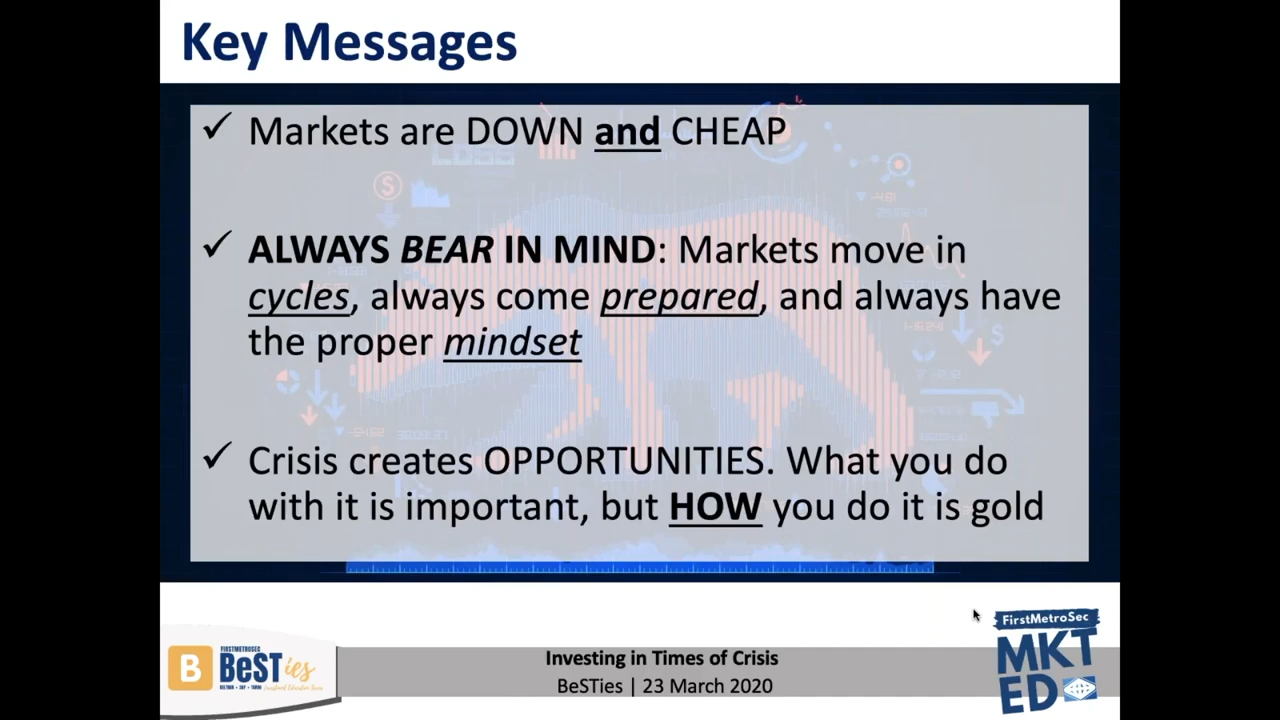 Key Messages
✓ Markets are DOWN and CHEAP
✓ ALWAYS BEAR IN MIND: Markets move in
cycles, always come prepared, and always have
the proper mindset
✓ Crisis creates OPPORTUNITIES. What you do
with it is important, but HOW you do it is gold
B
FIRSTMETROSEC
BeSTies
Investing in Times of Crisis
BeSTies | 23 March 2020
FirstMetroSec
MKT
ED